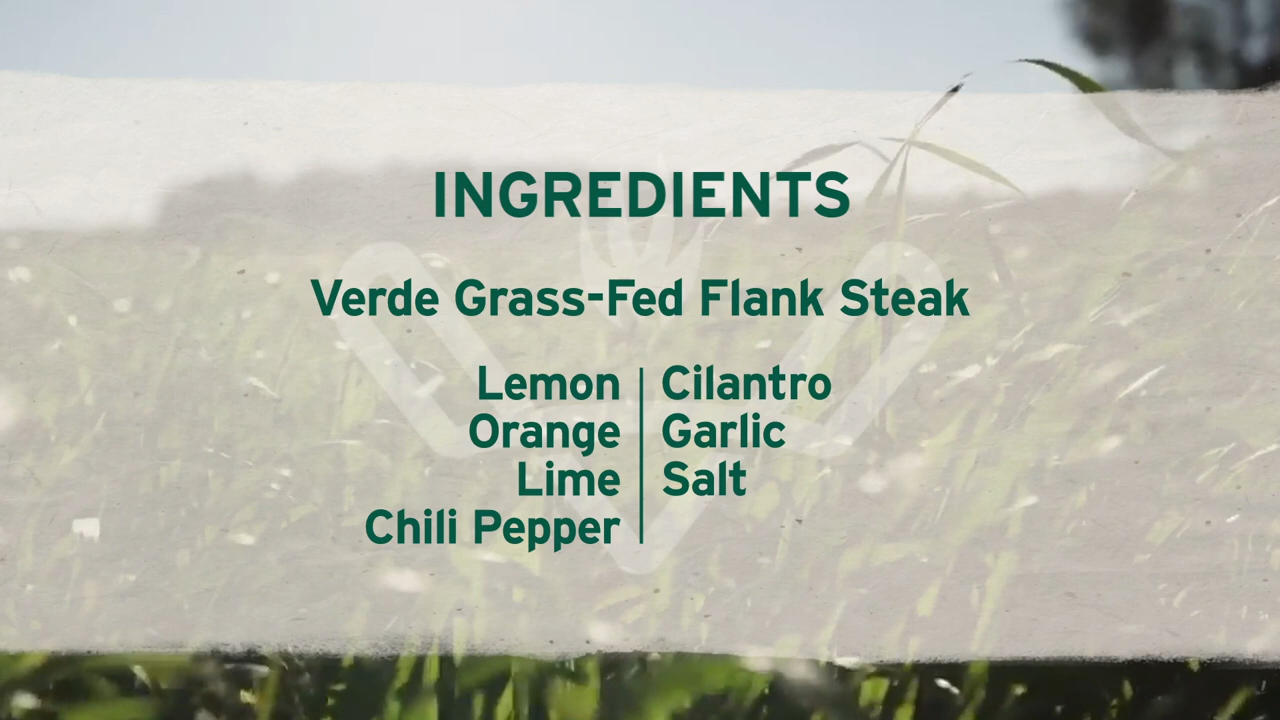 INGREDIENTS
Verde Grass-Fed Flank Steak
Lemon
Orange
Lime
Chili Pepper
Cilantro
Garlic
Salt